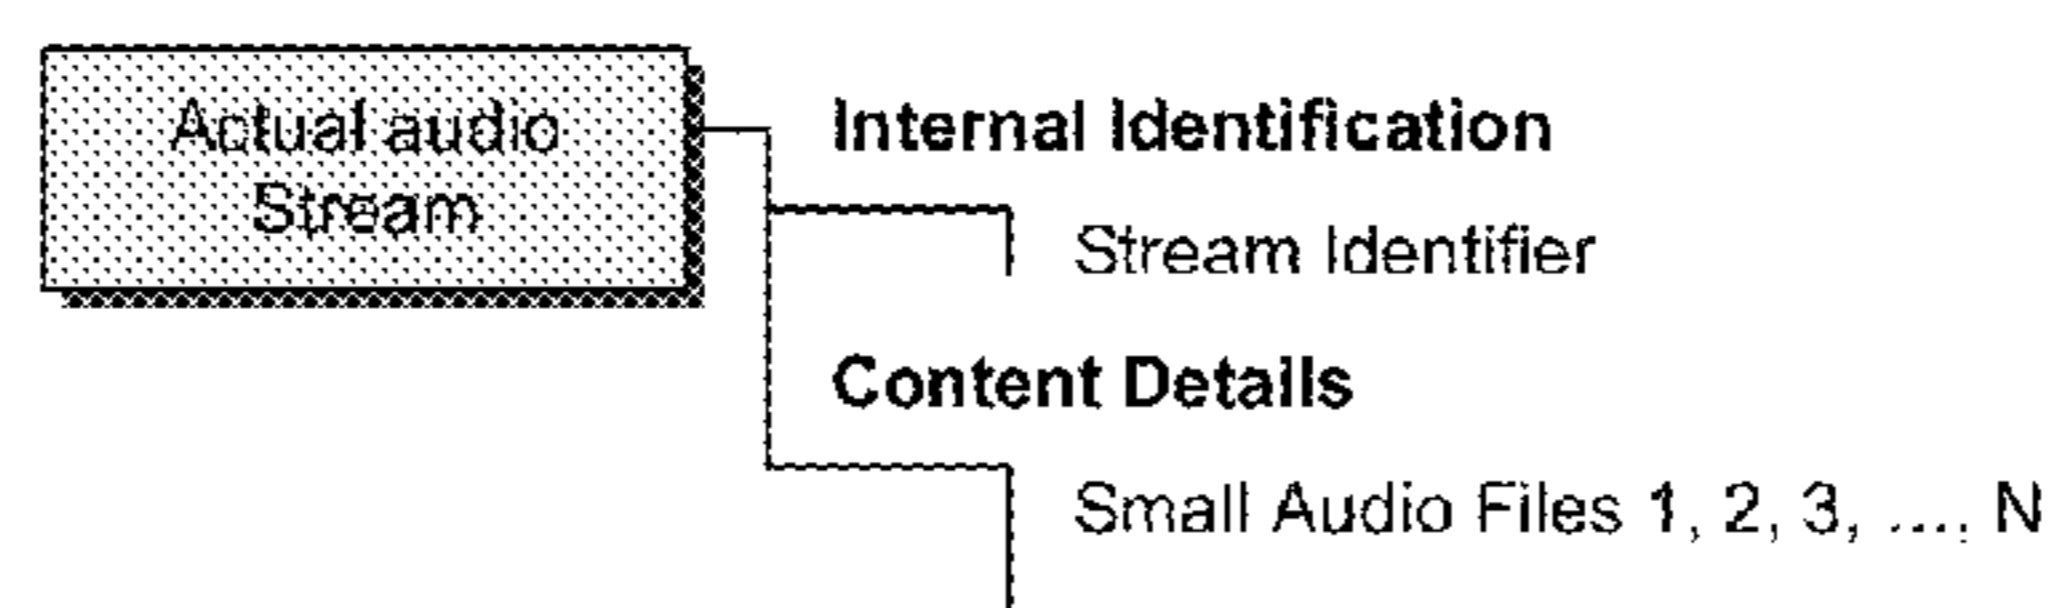 Actual audio
Stream
Internal Identification
Stream Identifier
Content Details
Small Audio Files 1, 2, 3, ..., N